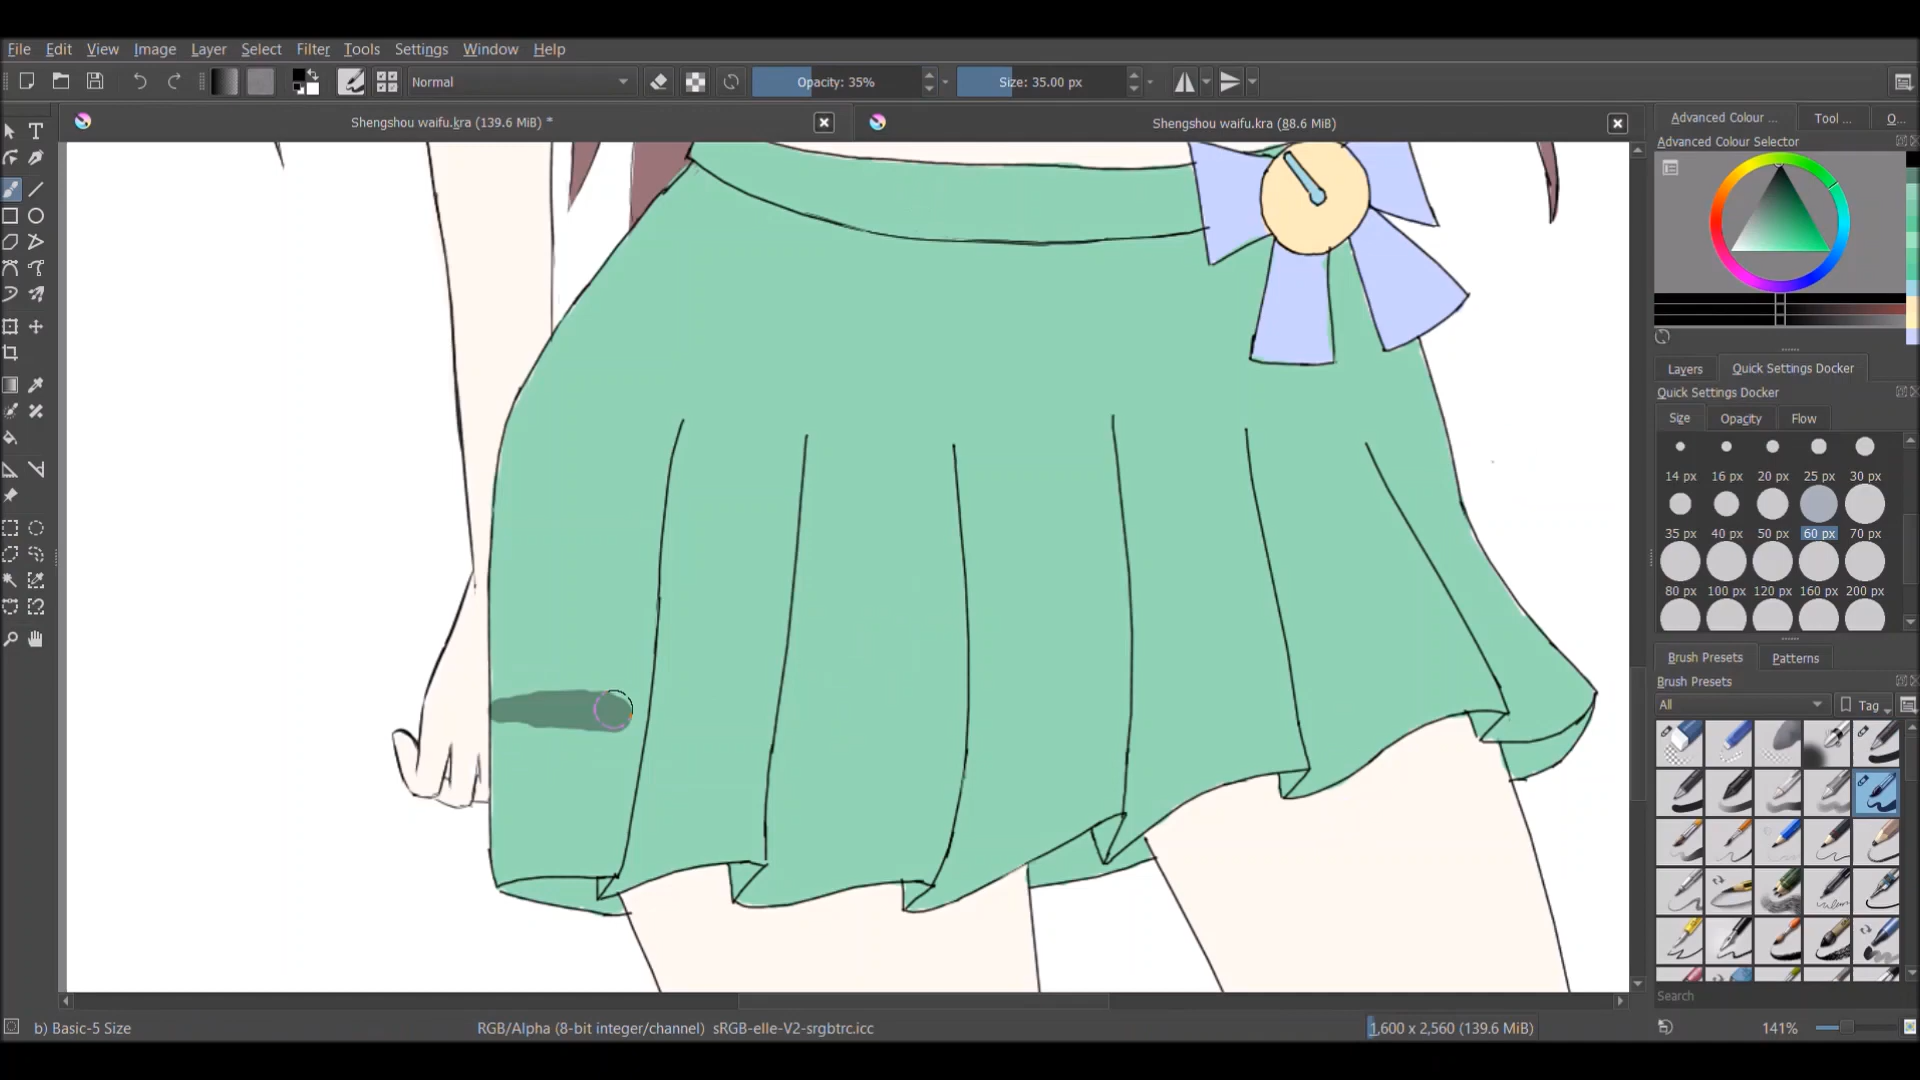 File Edit View Image Layer Select Filter Tools Settings Window Help
Normal Opacity: 35% Size: 35.00 px
Shengshou waifu.kra (139.6 MiB) *
Shengshou waifu.kra (88.6 MiB)
Advanced Colour ... Tool ... O...
Advanced Colour Selector
Layers Quick Settings Docker
Quick Settings Docker
Size Opacity Flow
14 px 16 px 20 px 25 px 30 px
35 px 40 px 50 px 60 px 70 px
80 px 100 px 120 px 160 px 200 px
Brush Presets Patterns
Brush Presets
All Tag
Search
b) Basic-5 Size RGB/Alpha (8-bit integer/channel) sRGB-elle-V2-srgbtrc.icc 1,600 x 2,560 (139.6 MiB) 141%